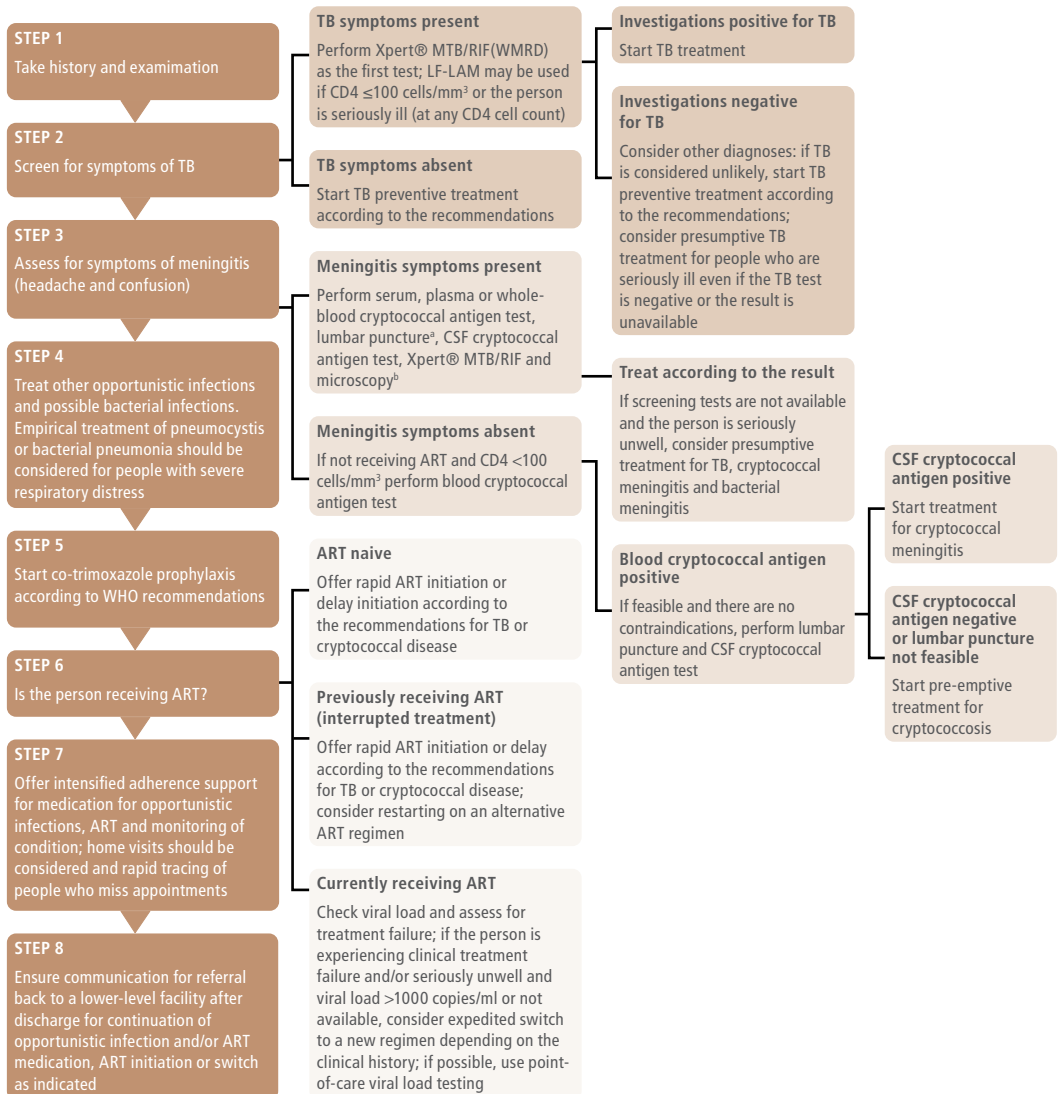 STEP 1
Take history and examimation
STEP 2
Screen for symptoms of TB
STEP 3
Assess for symptoms of meningitis
(headache and confusion)
STEP 4
Treat other opportunistic infections
and possible bacterial infections.
Empirical treatment of pneumocystis
or bacterial pneumonia should be
considered for people with severe
respiratory distress
STEP 5
Start co-trimoxazole prophylaxis
according to WHO recommendations
STEP 6
Is the person receiving ART?
STEP 7
Offer intensified adherence support
for medication for opportunistic
infections, ART and monitoring of
condition; home visits should be
considered and rapid tracing of
people who miss appointments
STEP 8
Ensure communication for referral
back to a lower-level facility after
discharge for continuation of
opportunistic infection and/or ART
medication, ART initiation or switch
as indicated
TB symptoms present
Perform Xpert® MTB/RIF(WMRD)
as the first test; LF-LAM may be used
if CD4 ≤100 cells/mm³ or the person
is seriously ill (at any CD4 cell count)
TB symptoms absent
Start TB preventive treatment
according to the recommendations
Meningitis symptoms present
Perform serum, plasma or whole-
blood cryptococcal antigen test,
lumbar punctureᵃ, CSF cryptococcal
antigen test, Xpert® MTB/RIF and
microscopyᵇ
Meningitis symptoms absent
If not receiving ART and CD4 <100
cells/mm³ perform blood cryptococcal
antigen test
ART naive
Offer rapid ART initiation or
delay initiation according to
the recommendations for TB or
cryptococcal disease
Previously receiving ART
(interrupted treatment)
Offer rapid ART initiation or delay
according to the recommendations
for TB or cryptococcal disease;
consider restarting on an alternative
ART regimen
Currently receiving ART
Check viral load and assess for
treatment failure; if the person is
experiencing clinical treatment
failure and/or seriously unwell and
viral load >1000 copies/ml or not
available, consider expedited switch
to a new regimen depending on the
clinical history; if possible, use point-
of-care viral load testing
Investigations positive for TB
Start TB treatment
Investigations negative
for TB
Consider other diagnoses: if TB
is considered unlikely, start TB
preventive treatment according
to the recommendations;
consider presumptive TB
treatment for people who are
seriously ill even if the TB test
is negative or the result is
unavailable
Treat according to the result
If screening tests are not available
and the person is seriously
unwell, consider presumptive
treatment for TB, cryptococcal
meningitis and bacterial
meningitis
Blood cryptococcal antigen
positive
If feasible and there are no
contraindications, perform lumbar
puncture and CSF cryptococcal
antigen test
CSF cryptococcal
antigen positive
Start treatment
for cryptococcal
meningitis
CSF cryptococcal
antigen negative
or lumbar puncture
not feasible
Start pre-emptive
treatment for
cryptococcosis